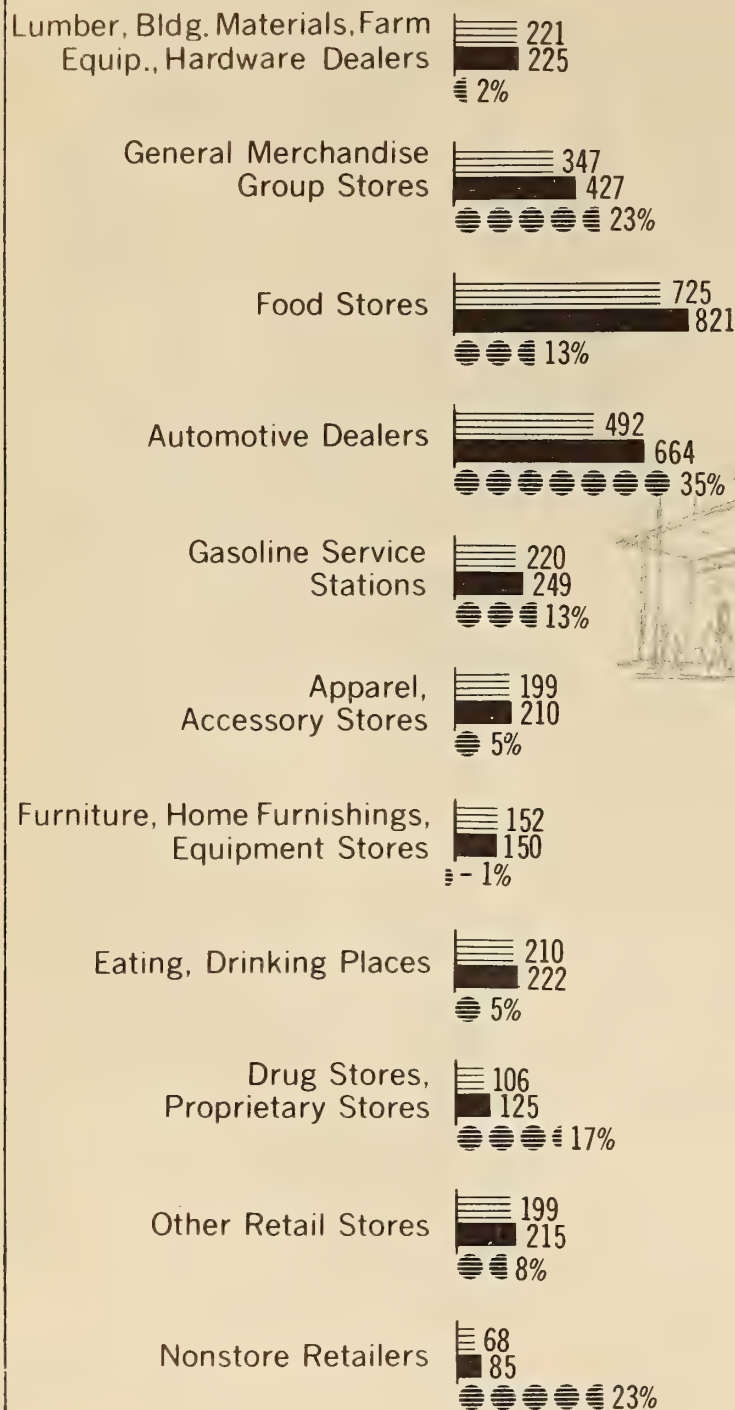 Lumber, Bldg. Materials, Farm
Equip., Hardware Dealers
221
225
2%
General Merchandise
Group Stores
347
427
23%
Food Stores
725
821
13%
Automotive Dealers
492
664
35%
Gasoline Service
Stations
220
249
13%
Apparel,
Accessory Stores
199
210
5%
Furniture, Home Furnishings,
Equipment Stores
152
150
- 1%
Eating, Drinking Places
210
222
5%
Drug Stores,
Proprietary Stores
106
125
17%
Other Retail Stores
199
215
8%
Nonstore Retailers
68
85
23%